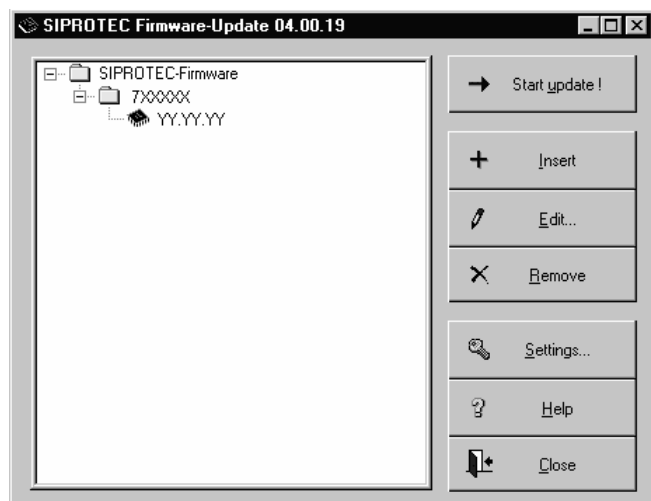 SIPROTEC Firmware-Update 04.00.19
SIPROTEC-Firmware
7XXXXX
YY.YY.YY
Start update !
Insert
Edit...
Remove
Settings...
Help
Close